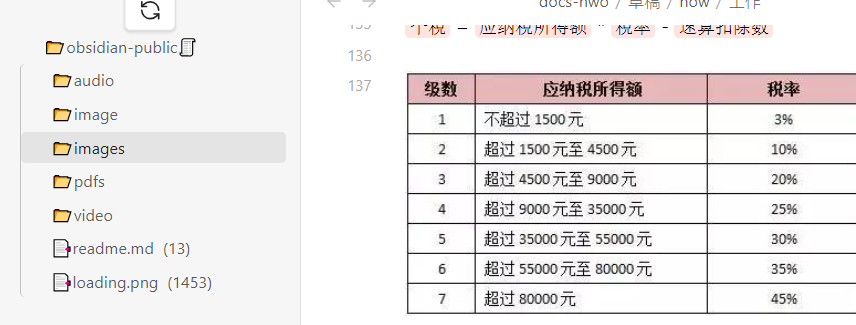 obsidian-public
audio
image
images
pdfs
video
readme.md (13)
loading.png (1453)
docs-nwo / 草稿 / now / 工作
135
个税 = 应纳税所得额 * 税率 - 速算扣除数
136
137
级数 应纳税所得额 税率
1 不超过 1500 元 3%
2 超过 1500 元至 4500 元 10%
3 超过 4500 元至 9000 元 20%
4 超过 9000 元至 35000 元 25%
5 超过 35000 元至 55000 元 30%
6 超过 55000 元至 80000 元 35%
7 超过 80000 元 45%